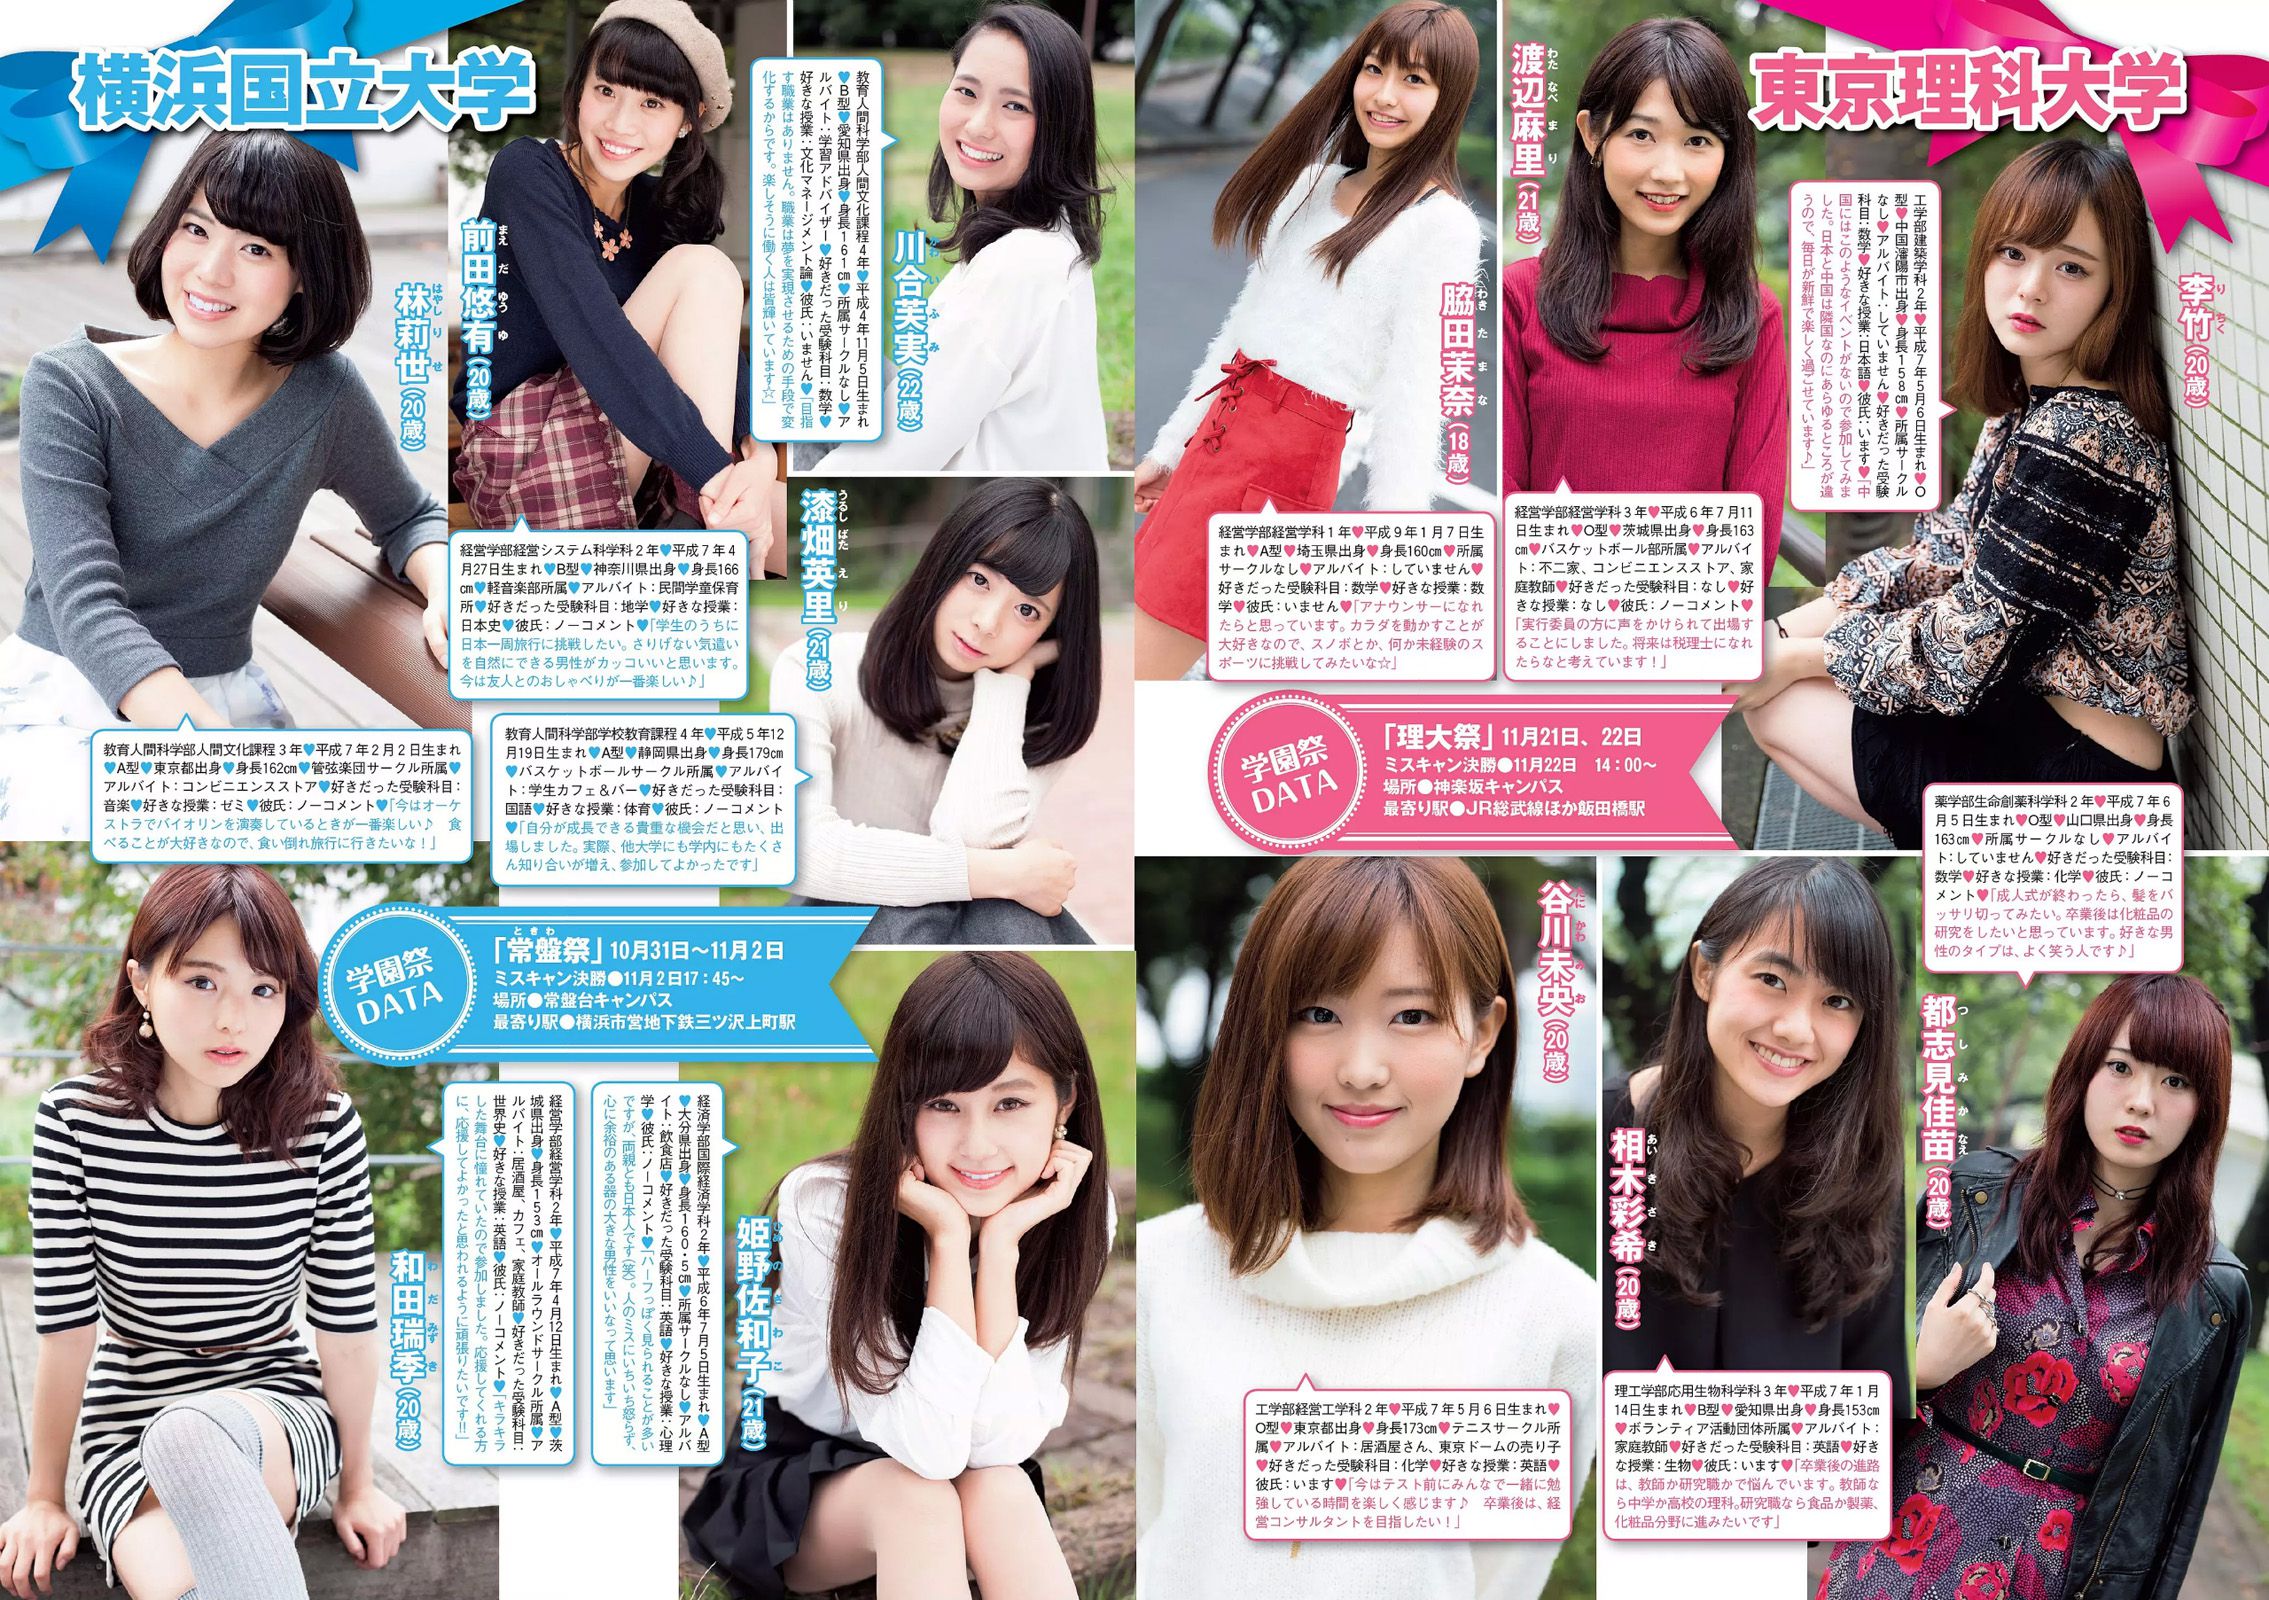 横浜国立大学
林莉世(20歳)
はやし り せ
教育人間科学部人間文化課程3年♥平成7年2月2日生まれ
♥A型♥東京都出身♥身長162㎝♥管弦楽団サークル所属♥
アルバイト:コンビニエンスストア♥好きだった受験科目:
音楽♥好きな授業:ゼミ♥彼氏:ノーコメント♥「今はオーケ
ストラでバイオリンを演奏しているときが一番楽しい♪　食
べることが大好きなので、食い倒れ旅行に行きたいな!」
前田悠有(20歳)
まえ だ ゆう ゆ
経営学部経営システム科学科2年♥平成7年4
月27日生まれ♥B型♥神奈川県出身♥身長166
㎝♥軽音楽部所属♥アルバイト:民間学童保育
所♥好きだった受験科目:地学♥好きな授業:
日本史♥彼氏:ノーコメント♥「学生のうちに
日本一周旅行に挑戦したい。さりげない気遣い
を自然にできる男性がカッコいいと思います。
今は友人とのおしゃべりが一番楽しい♪」
川合芙実(22歳)
かわ い ふ み
教育人間科学部人間文化課程4年♥平成4年11月5日生まれ
♥B型♥愛知県出身♥身長161㎝♥所属サークルなし♥ア
ルバイト:学習アドバイザー♥好きだった受験科目:数学♥
好きな授業:文化マネージメント論♥彼氏:いません♥「目指
す職業はありません。職業は夢を実現させるための手段で変
化するからです。楽しそうに働く人は皆輝いています☆」
漆畑英里(21歳)
うるし ばた え り
教育人間科学部学校教育課程4年♥平成5年12
月19日生まれ♥A型♥静岡県出身♥身長179㎝
♥バスケットボールサークル所属♥アルバイ
ト:学生カフェ&バー♥好きだった受験科目:
国語♥好きな授業:体育♥彼氏:ノーコメント
♥「自分が成長できる貴重な機会だと思い、出
場しました。実際、他大学にも学内にもたくさ
ん知り合いが増え、参加してよかったです」
学園祭
DATA
「常盤祭」10月31日〜11月2日
ときわ
ミスキャン決勝●11月2日17:45〜
場所●常盤台キャンパス
最寄り駅●横浜市営地下鉄三ツ沢上町駅
和田瑞季(20歳)
わ だ みず き
経営学部経営学科2年♥平成7年4月12日生まれ♥A型♥茨
城県出身♥身長153㎝♥オールラウンドサークル所属♥ア
ルバイト:居酒屋、カフェ、家庭教師♥好きだった受験科目:
世界史♥好きな授業:英語♥彼氏:ノーコメント♥「キラキラ
した舞台に憧れていたので参加しました。応援してくれる方
に、応援してよかったと思われるように頑張りたいです!!」
姫野佐和子(21歳)
ひめ の さ わ こ
経済学部国際経済学科2年♥平成6年7月5日生まれ♥A型
♥大分県出身♥身長160・5㎝♥所属サークルなし♥アルバ
イト:飲食店♥好きだった受験科目:英語♥好きな授業:心理
学♥彼氏:ノーコメント♥「ハーフっぽく見られることが多い
ですが、両親とも日本人です(笑)。人のミスにいちいち怒らず、
心に余裕のある器の大きな男性をいいなって思います」
東京理科大学
脇田茉奈(18歳)
わき た ま な
経営学部経営学科1年♥平成9年1月7日生
まれ♥A型♥埼玉県出身♥身長160㎝♥所属
サークルなし♥アルバイト:していません♥
好きだった受験科目:数学♥好きな授業:数
学♥彼氏:いません♥「アナウンサーになれ
たらと思っています。カラダを動かすことが
大好きなので、スノボとか、何か未経験のス
ポーツに挑戦してみたいな☆」
渡辺麻里(21歳)
わた なべ ま り
経営学部経営学科3年♥平成6年7月11
日生まれ♥O型♥茨城県出身♥身長163
㎝♥バスケットボール部所属♥アルバイ
ト:不二家、コンビニエンスストア、家
庭教師♥好きだった受験科目:なし♥好
きな授業:なし♥彼氏:ノーコメント♥
「実行委員の方に声をかけられて出場す
ることにしました。将来は税理士になれ
たらなと考えています!」
李竹(20歳)
り ちく
工学部建築学科2年♥平成7年5月6日生まれ♥O
型♥中国瀋陽市出身♥身長158㎝♥所属サークル
なし♥アルバイト:していません♥好きだった受験
科目:数学♥好きな授業:日本語♥彼氏:います♥「中
国にはこのようなイベントがないので参加してみま
した。日本と中国は隣国なのにあらゆるところが違
うので、毎日が新鮮で楽しく過ごせています♪」
学園祭
DATA
「理大祭」11月21日、22日
ミスキャン決勝●11月22日　14:00〜
場所●神楽坂キャンパス
最寄り駅●JR総武線ほか飯田橋駅
谷川未央(20歳)
たに かわ み お
工学部経営工学科2年♥平成7年5月6日生まれ♥
O型♥東京都出身♥身長173㎝♥テニスサークル所
属♥アルバイト:居酒屋さん、東京ドームの売り子
♥好きだった受験科目:化学♥好きな授業:英語♥
彼氏:います♥「今はテスト前にみんなで一緒に勉
強している時間を楽しく感じます♪　卒業後は、経
営コンサルタントを目指したい!」
相木彩希(20歳)
あい き さ き
理工学部応用生物科学科3年♥平成7年1月
14日生まれ♥B型♥愛知県出身♥身長153㎝
♥ボランティア活動団体所属♥アルバイト:
家庭教師♥好きだった受験科目:英語♥好き
な授業:生物♥彼氏:います♥「卒業後の進路
は、教師か研究職かで悩んでいます。教師な
ら中学か高校の理科。研究職なら食品か製薬、
化粧品分野に進みたいです」
都志見佳苗(20歳)
つ し み か なえ
薬学部生命創薬科学科2年♥平成7年6
月5日生まれ♥O型♥山口県出身♥身長
163㎝♥所属サークルなし♥アルバイ
ト:していません♥好きだった受験科目:
数学♥好きな授業:化学♥彼氏:ノーコ
メント♥「成人式が終わったら、髪をバ
ッサリ切ってみたい。卒業後は化粧品の
研究をしたいと思っています。好きな男
性のタイプは、よく笑う人です♪」